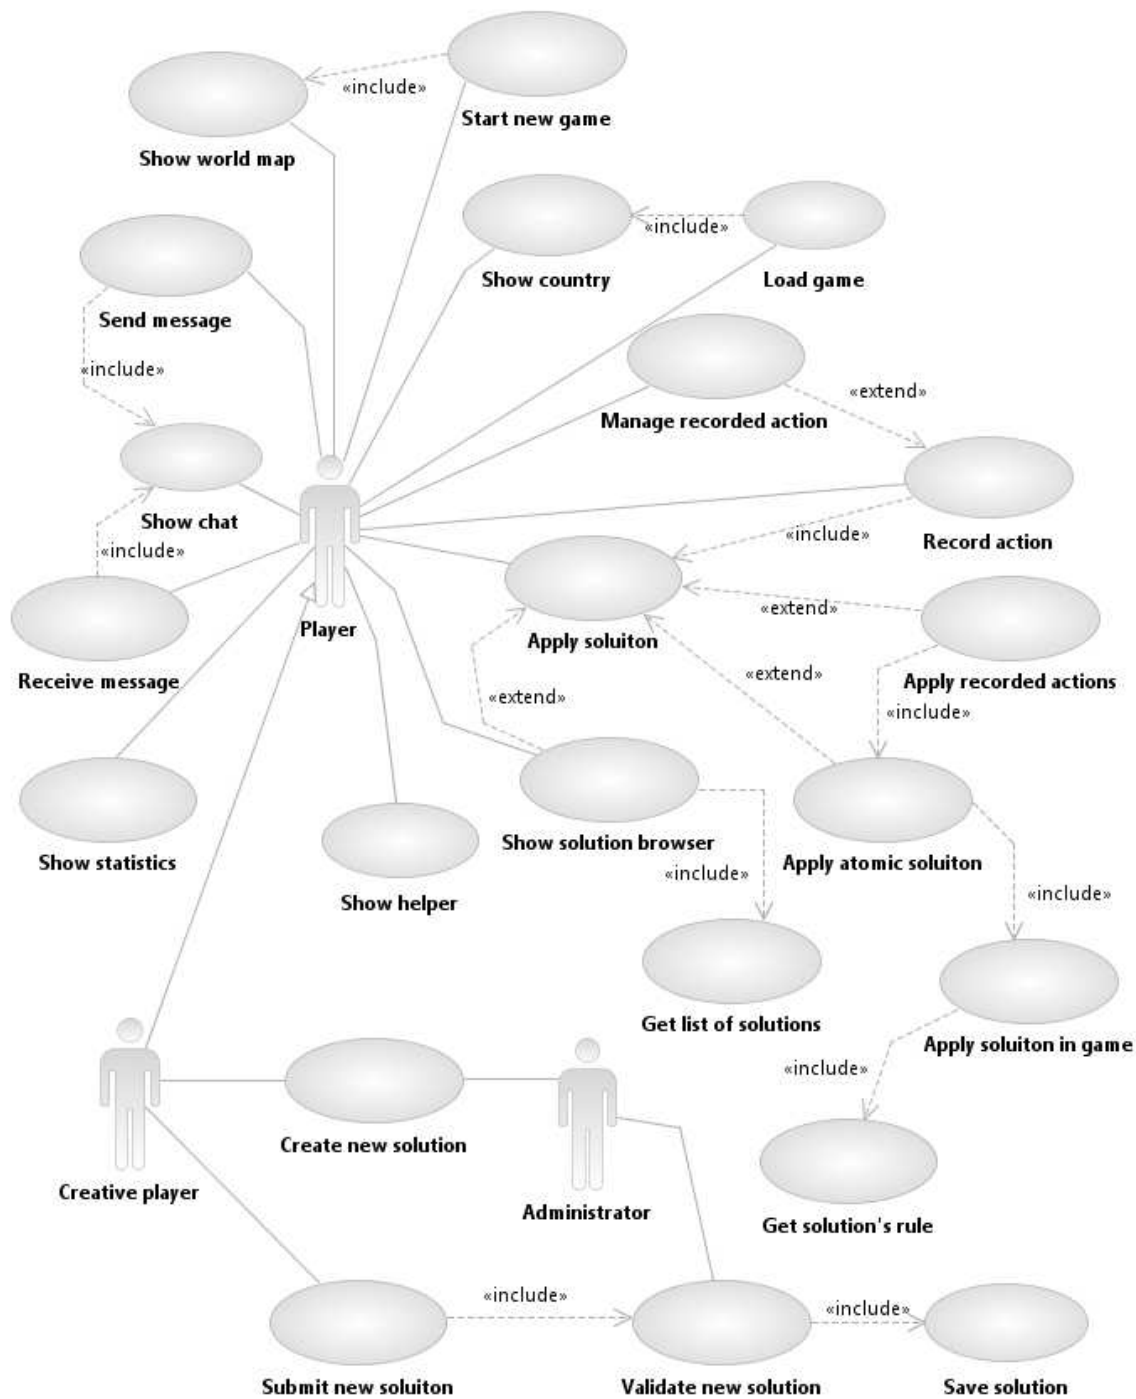 «include»
Start new game
Show world map
«include»
Show country
Load game
Send message
«include»
«extend»
Manage recorded action
Show chat
«include»
«include»
Record action
«extend»
Player
Apply soluiton
Receive message
Apply recorded actions
«extend»
«extend»
«include»
Show statistics
Show solution browser
Apply atomic soluiton
«include»
«include»
Show helper
Get list of solutions
Apply soluiton in game
«include»
Create new solution
Creative player
Administrator
Get solution's rule
«include»
«include»
Submit new soluiton
Validate new solution
Save solution